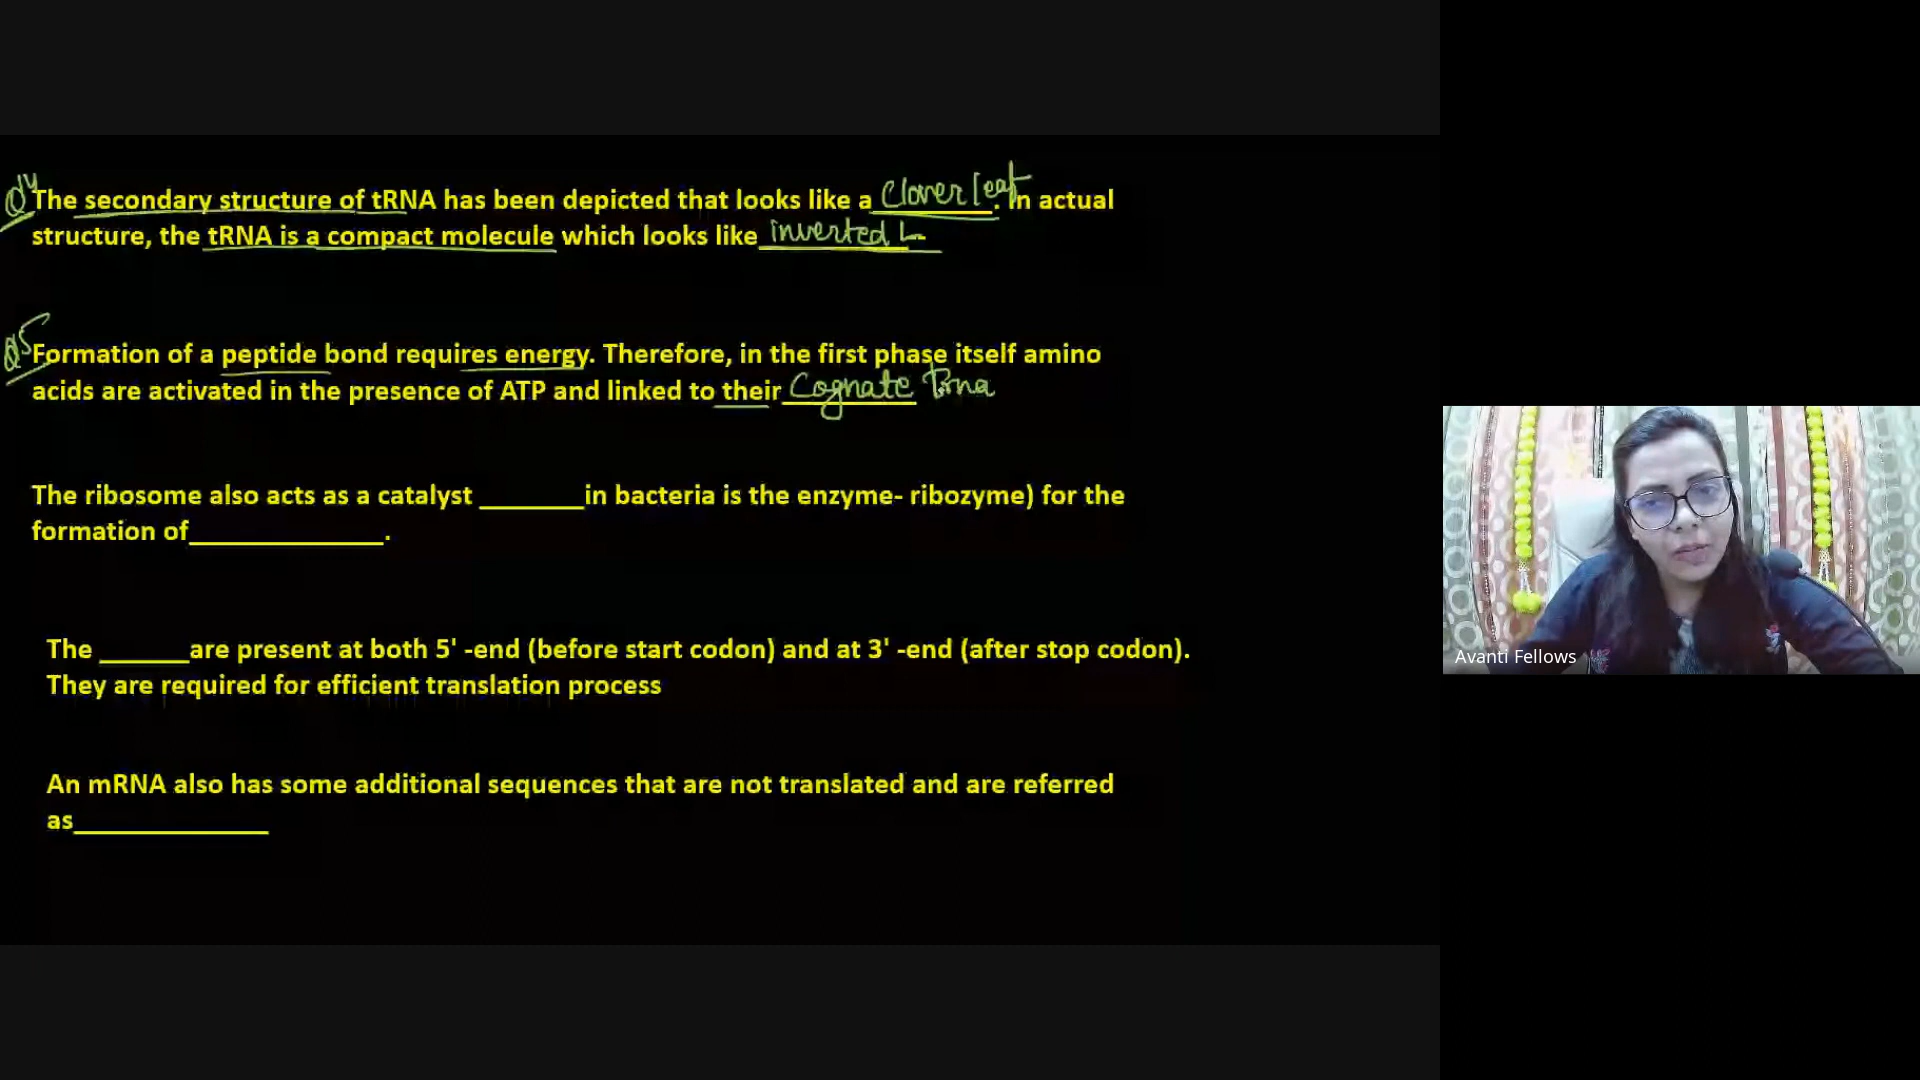 Q4 The secondary structure of tRNA has been depicted that looks like a Clover leaf. In actual
structure, the tRNA is a compact molecule which looks like inverted L
Q5 Formation of a peptide bond requires energy. Therefore, in the first phase itself amino
acids are activated in the presence of ATP and linked to their Cognate Trna
The ribosome also acts as a catalyst _______in bacteria is the enzyme- ribozyme) for the
formation of_____________.
The ______are present at both 5' -end (before start codon) and at 3' -end (after stop codon).
They are required for efficient translation process
An mRNA also has some additional sequences that are not translated and are referred
as_____________
Avanti Fellows